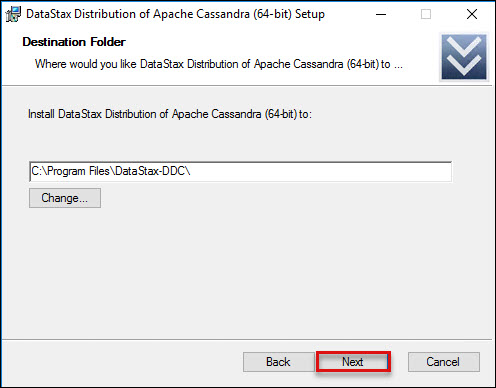 DataStax Distribution of Apache Cassandra (64-bit) Setup
Destination Folder
Where would you like DataStax Distribution of Apache Cassandra (64-bit) to ...
Install DataStax Distribution of Apache Cassandra (64-bit) to:
C:\Program Files\DataStax-DDC\
Change...
Back Next Cancel